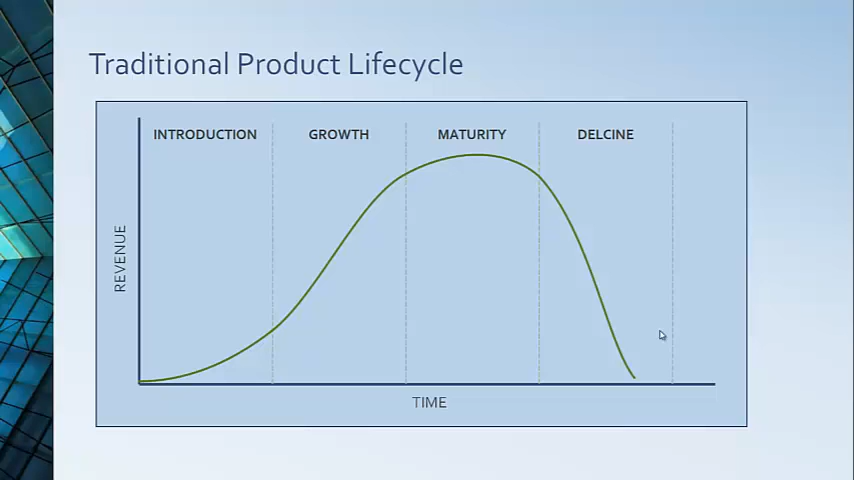 Traditional Product Lifecycle
INTRODUCTION
GROWTH
MATURITY
DELCINE
REVENUE
TIME